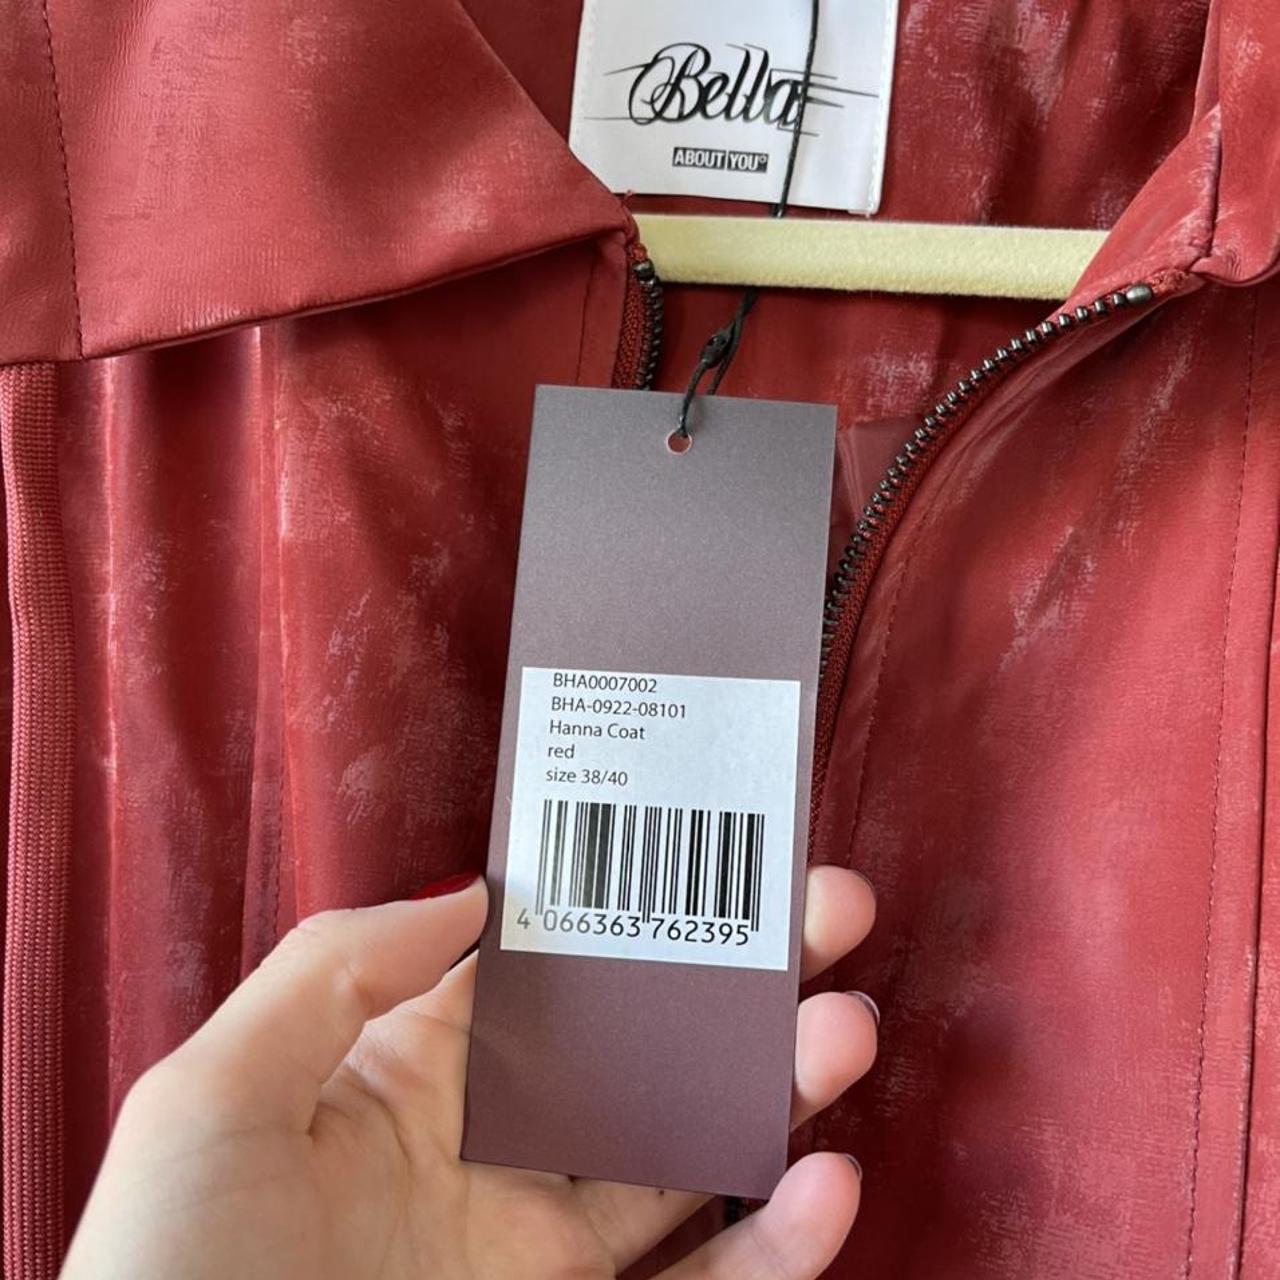 Bella
ABOUT YOU°
BHA0007002
BHA-0922-08101
Hanna Coat
red
size 38/40
4 066363 762395